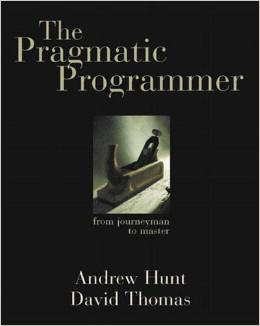 The
Pragmatic
Programmer
from journeyman
to master
Andrew Hunt
David Thomas